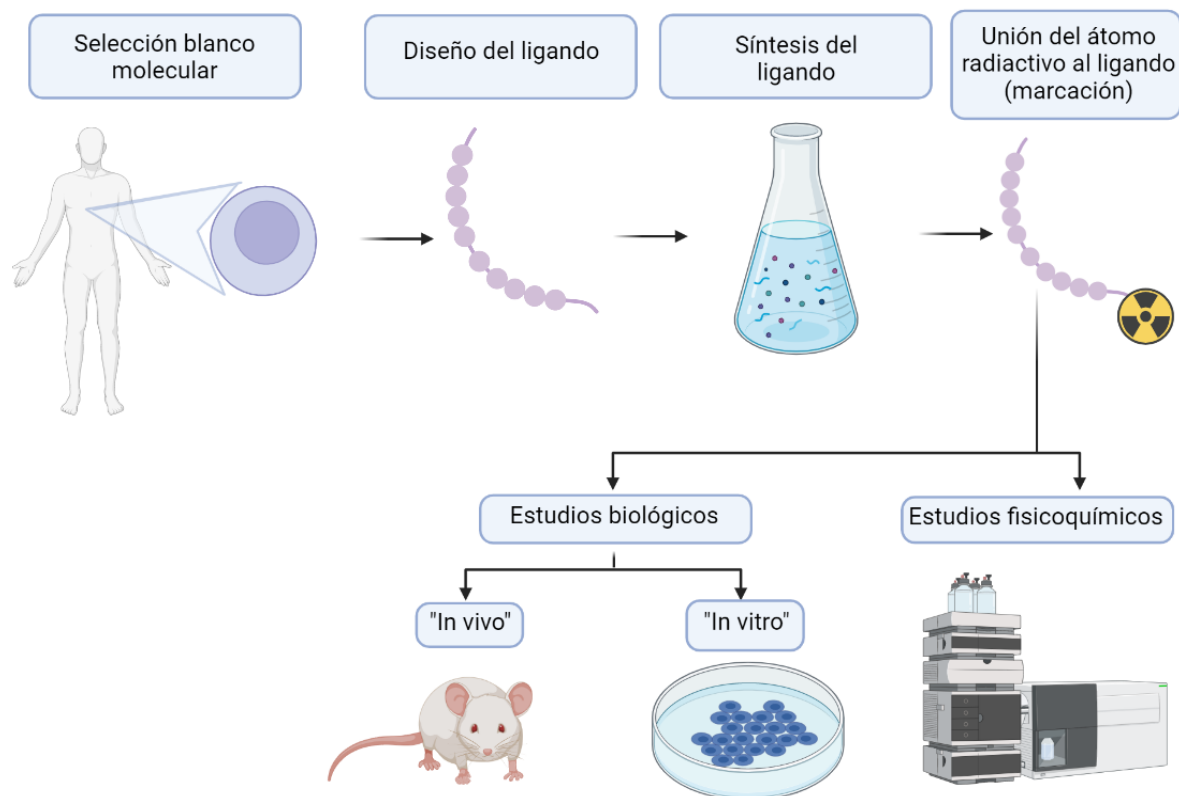 Selección blanco
molecular
Diseño del ligando
Síntesis del
ligando
Unión del átomo
radiactivo al ligando
(marcación)
Estudios biológicos
Estudios fisicoquímicos
"In vivo"
"In vitro"